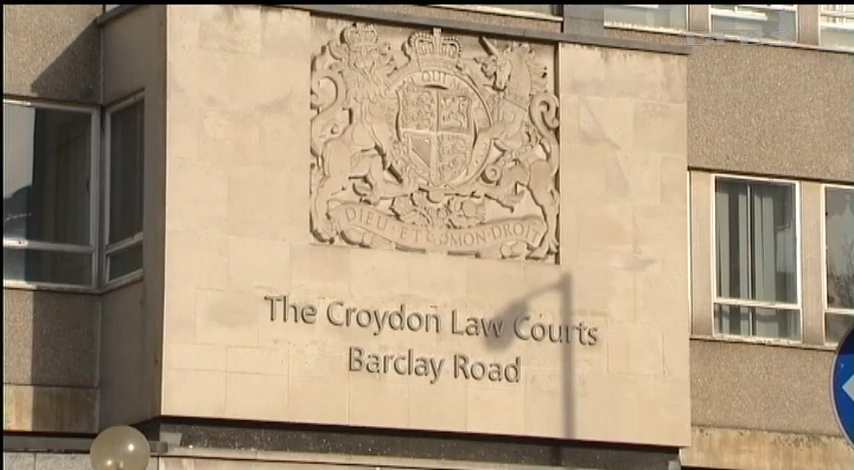 QUI
DIEU·ET·MON·DROIT
The Croydon Law Courts
Barclay Road